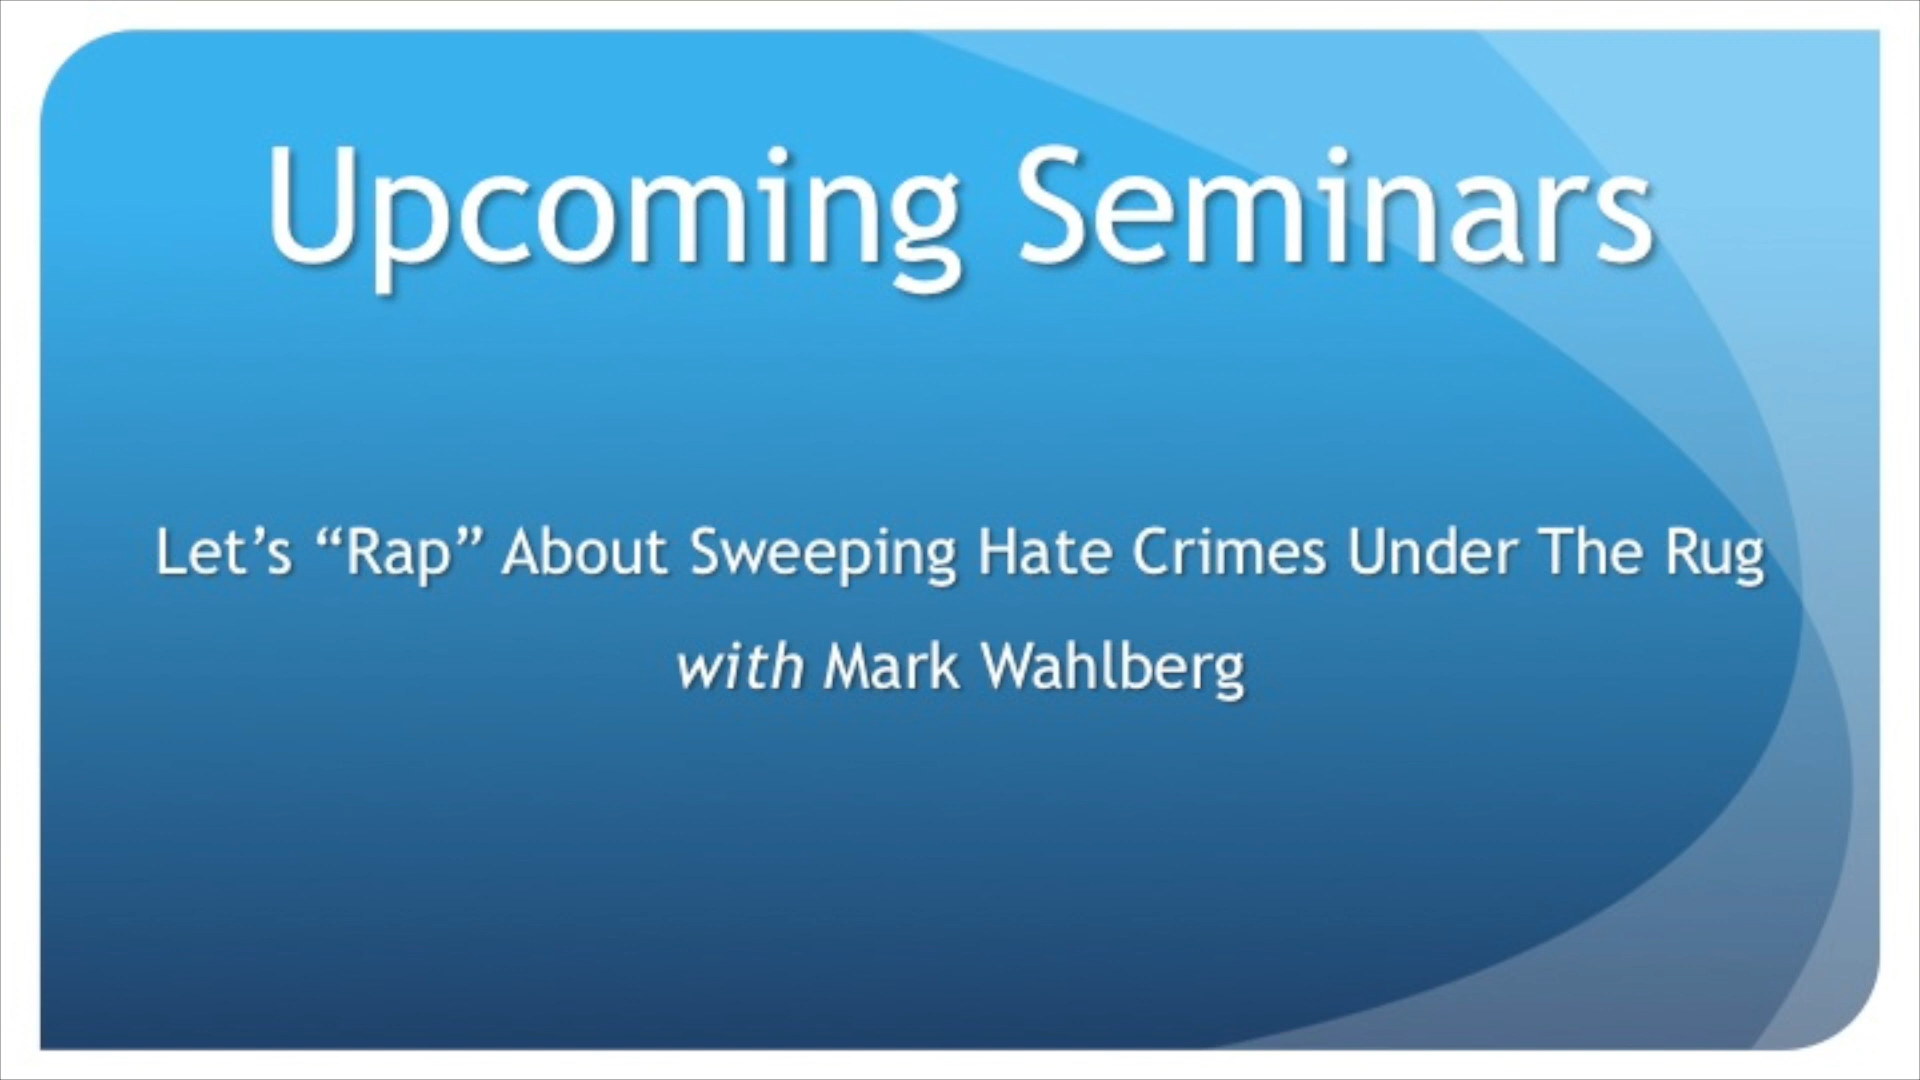 Upcoming Seminars
Let’s “Rap” About Sweeping Hate Crimes Under The Rug
with Mark Wahlberg